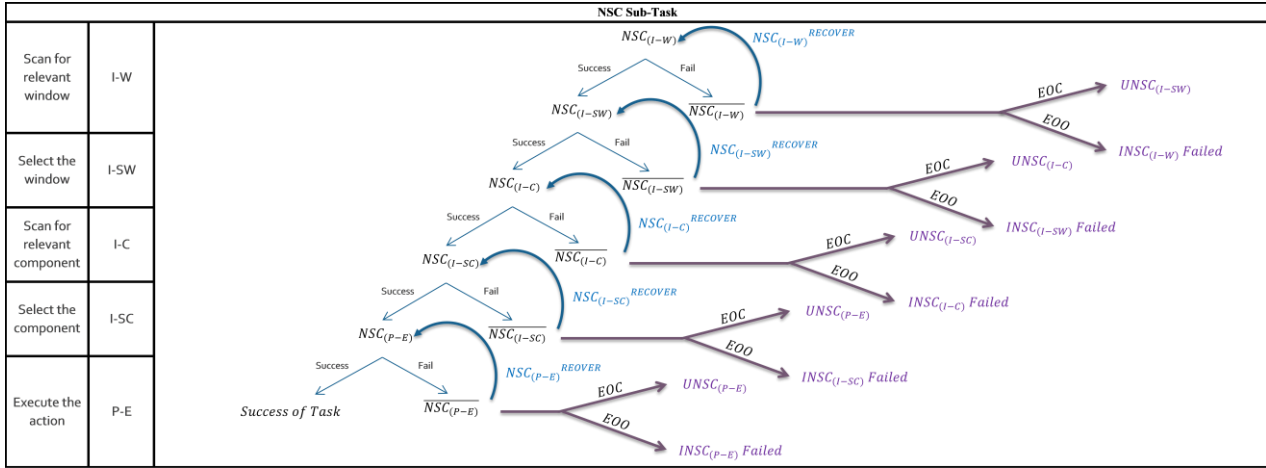 NSC Sub-Task
Scan for
relevant
window
I-W
NSC(I−W)
NSC(I−W)^RECOVER
Success
Fail
NSC(I−SW)
NSC(I−W)
EOC
UNSC(I−SW)
EOO
INSC(I−W) Failed
Select the
window
I-SW
NSC(I−SW)^RECOVER
Success
Fail
NSC(I−C)
NSC(I−SW)
EOC
UNSC(I−C)
EOO
INSC(I−SW) Failed
Scan for
relevant
component
I-C
NSC(I−C)^RECOVER
Success
Fail
NSC(I−SC)
NSC(I−C)
EOC
UNSC(I−SC)
EOO
INSC(I−C) Failed
Select the
component
I-SC
NSC(I−SC)^RECOVER
Success
Fail
NSC(P−E)
NSC(I−SC)
EOC
UNSC(P−E)
EOO
INSC(I−SC) Failed
Execute the
action
P-E
NSC(P−E)^REOVER
Success
Fail
Success of Task
NSC(P−E)
EOC
UNSC(P−E)
EOO
INSC(P−E) Failed